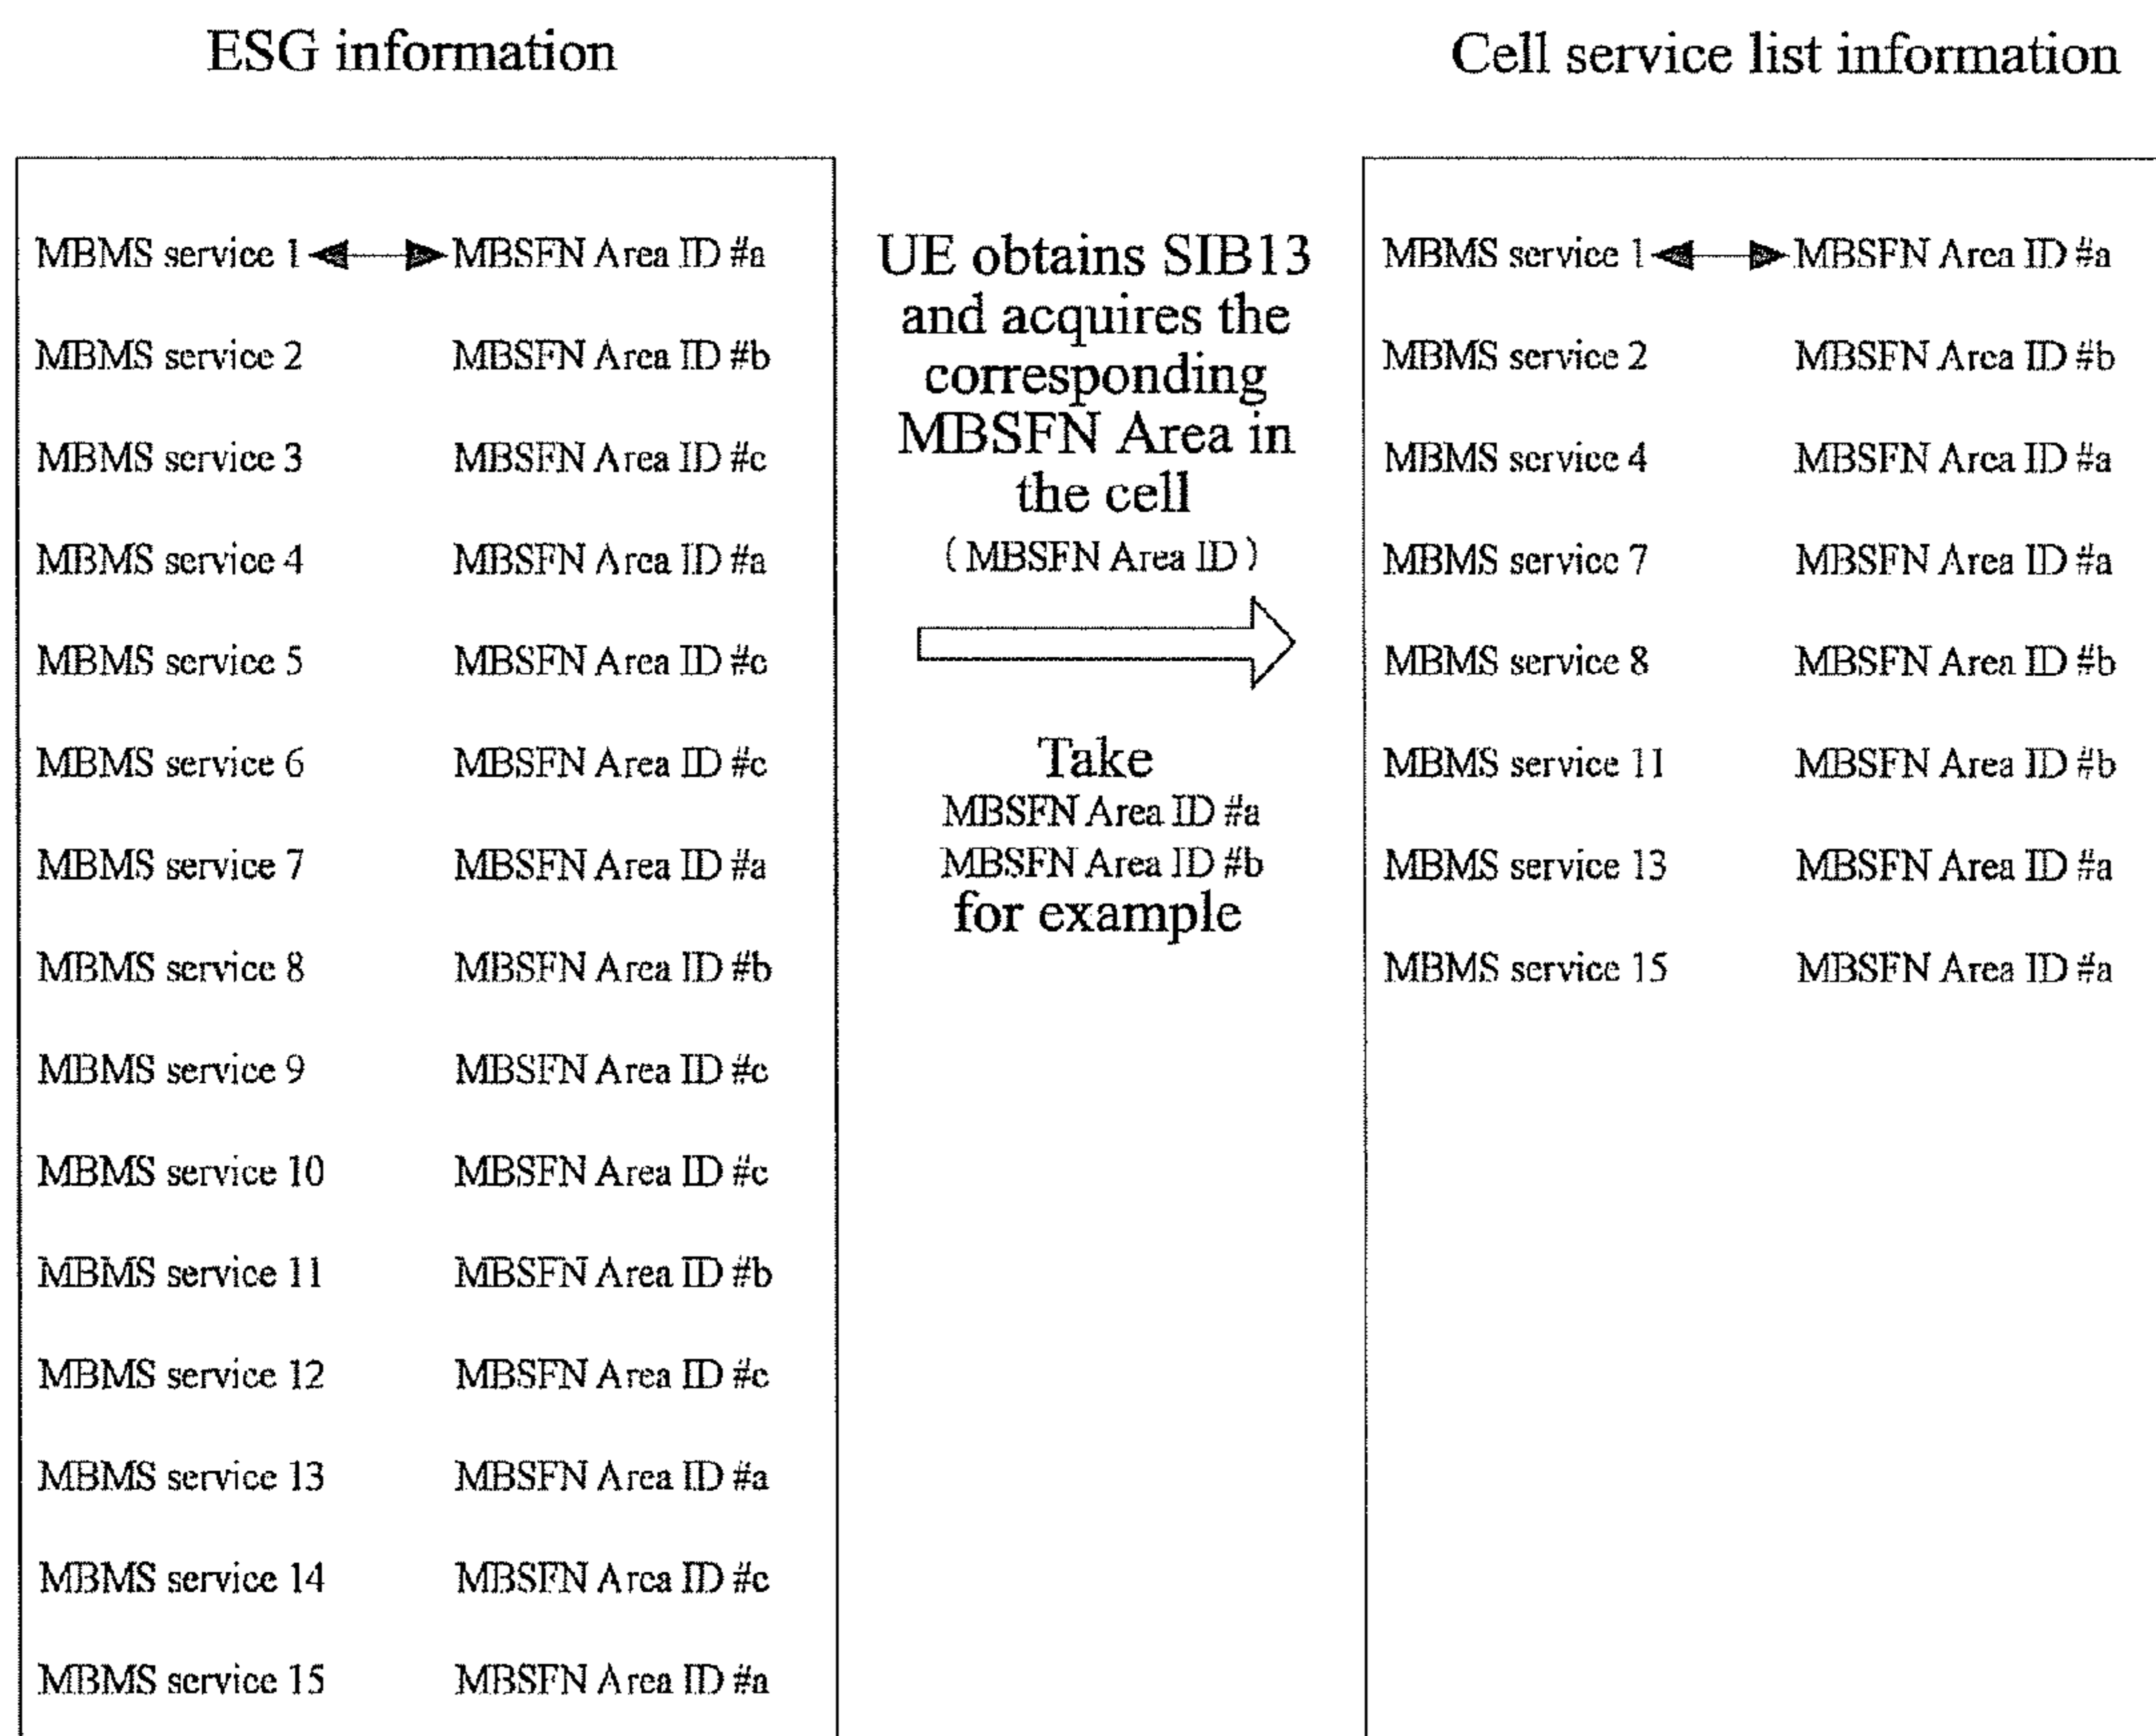 ESG information
MBMS service 1 MBSFN Area ID #a
MBMS service 2 MBSFN Area ID #b
MBMS service 3 MBSFN Area ID #c
MBMS service 4 MBSFN Area ID #a
MBMS service 5 MBSFN Area ID #c
MBMS service 6 MBSFN Area ID #c
MBMS service 7 MBSFN Area ID #a
MBMS service 8 MBSFN Area ID #b
MBMS service 9 MBSFN Area ID #c
MBMS service 10 MBSFN Area ID #c
MBMS service 11 MBSFN Area ID #b
MBMS service 12 MBSFN Area ID #c
MBMS service 13 MBSFN Area ID #a
MBMS service 14 MBSFN Area ID #c
MBMS service 15 MBSFN Area ID #a
UE obtains SIB13
and acquires the
corresponding
MBSFN Area in
the cell
(MBSFN Area ID)
Take
MBSFN Area ID #a
MBSFN Area ID #b
for example
Cell service list information
MBMS service 1 MBSFN Area ID #a
MBMS service 2 MBSFN Area ID #b
MBMS service 4 MBSFN Area ID #a
MBMS service 7 MBSFN Area ID #a
MBMS service 8 MBSFN Area ID #b
MBMS service 11 MBSFN Area ID #b
MBMS service 13 MBSFN Area ID #a
MBMS service 15 MBSFN Area ID #a